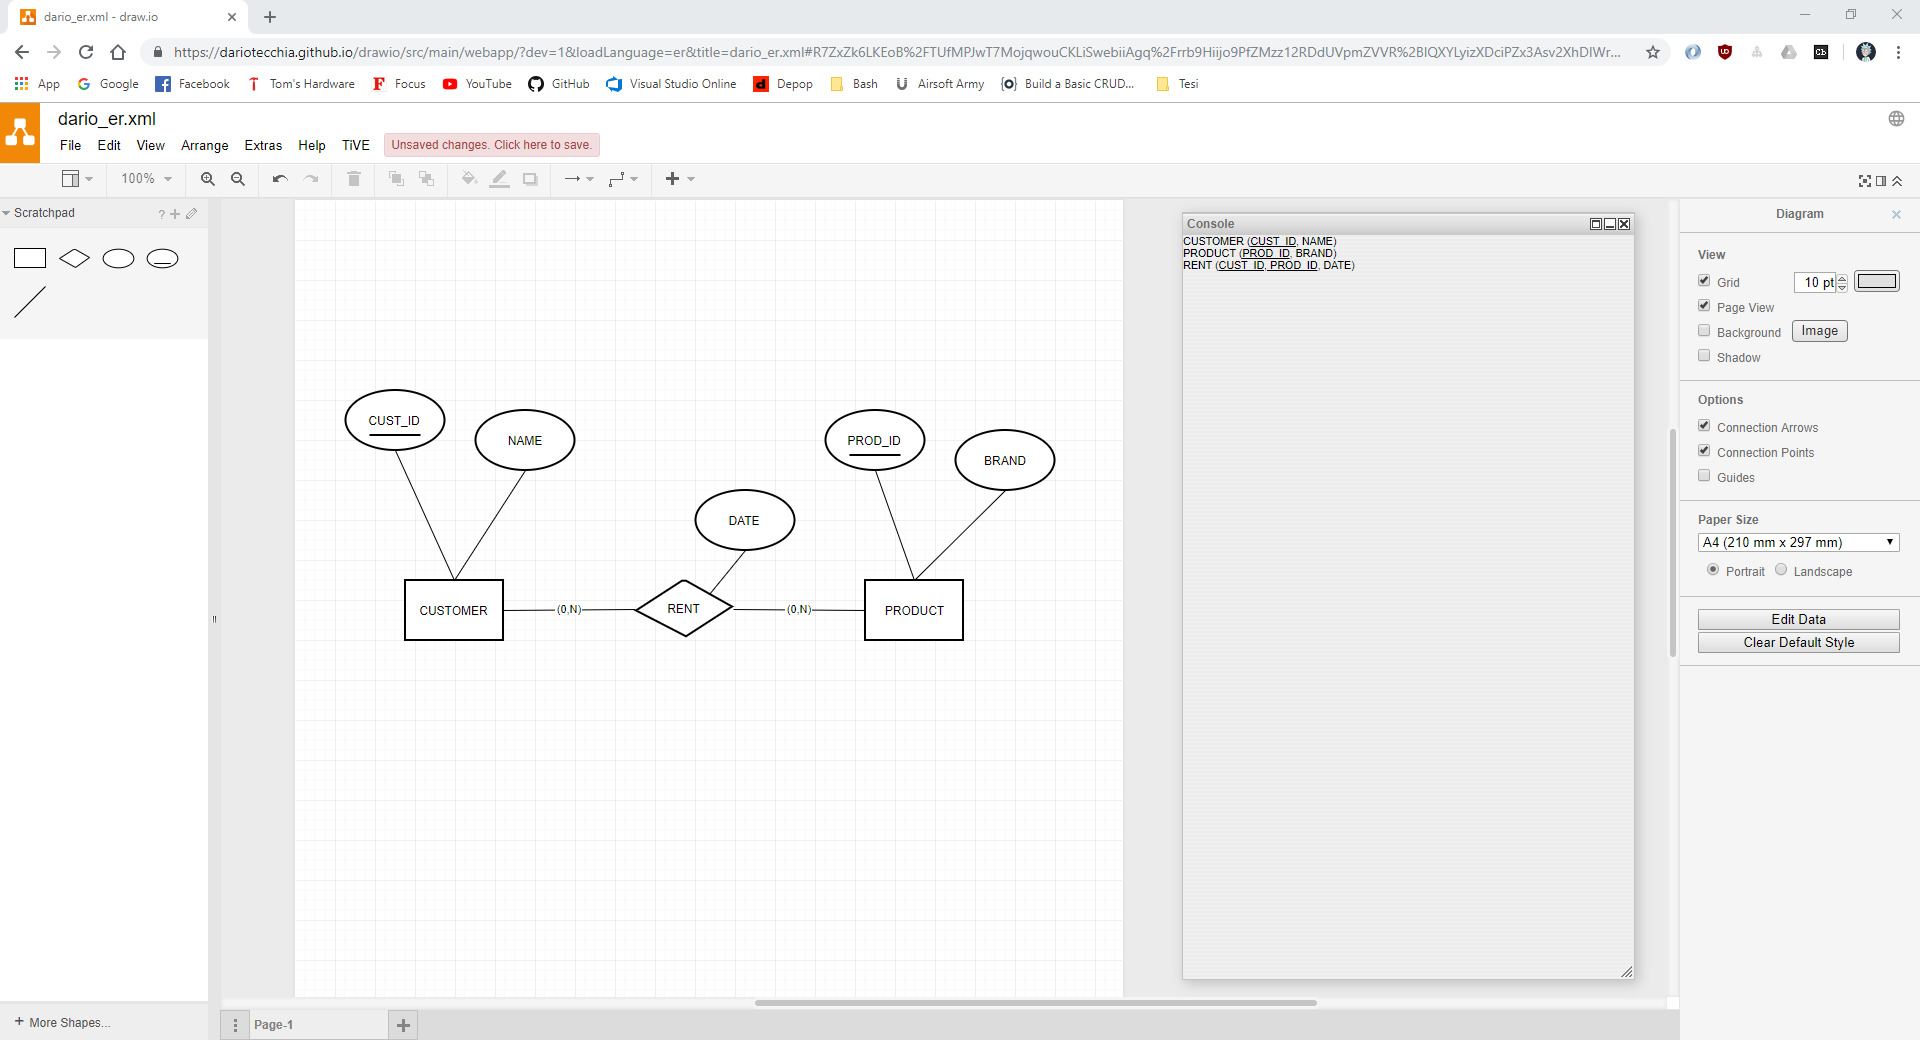 dario_er.xml - draw.io
https://dariotecchia.github.io/drawio/src/main/webapp/?dev=1&loadLanguage=er&title=dario_er.xml#R7ZxZk6LKEoB%2FTUfMPJwT7MojqwouCKLiSwebiiAgq%2Frrb9Hiijo9PfZMzz12RDdUVpmZVVR%2BlQXYLyizXDciPZx3Asv2XhDIWr...
App Google Facebook Tom's Hardware Focus YouTube GitHub Visual Studio Online Depop Bash Airsoft Army Build a Basic CRUD... Tesi
dario_er.xml
File Edit View Arrange Extras Help TiVE Unsaved changes. Click here to save.
100%
Scratchpad
?
Console
CUSTOMER (CUST_ID, NAME)
PRODUCT (PROD_ID, BRAND)
RENT (CUST_ID, PROD_ID, DATE)
CUST_ID
NAME
PROD_ID
BRAND
DATE
CUSTOMER
(0,N)
RENT
(0,N)
PRODUCT
Diagram
View
Grid 10 pt
Page View
Background Image
Shadow
Options
Connection Arrows
Connection Points
Guides
Paper Size
A4 (210 mm x 297 mm)
Portrait Landscape
Edit Data
Clear Default Style
+ More Shapes...
Page-1